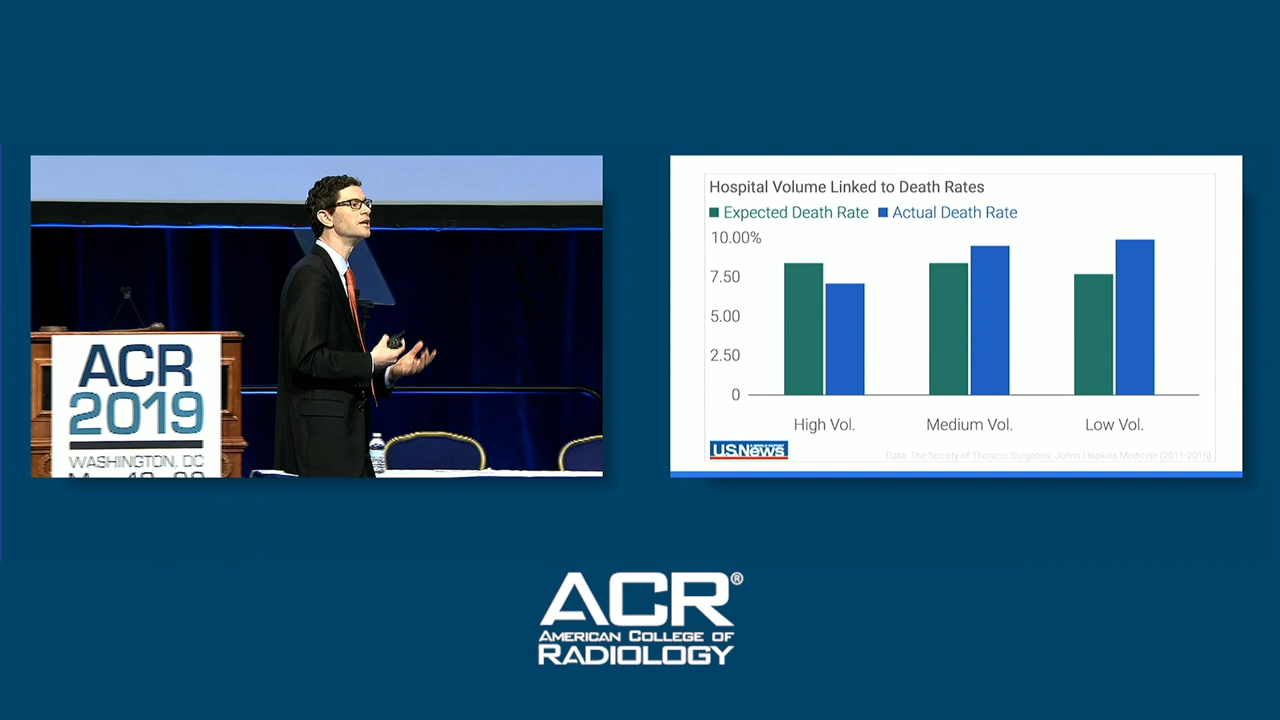 ACR
2019
WASHINGTON, DC
Hospital Volume Linked to Death Rates
Expected Death Rate Actual Death Rate
10.00%
7.50
5.00
2.50
0
High Vol. Medium Vol. Low Vol.
U.S.News
Data: The Society of Thoracic Surgeons; Johns Hopkins Medicine (2011-2015)
ACR®
AMERICAN COLLEGE OF
RADIOLOGY